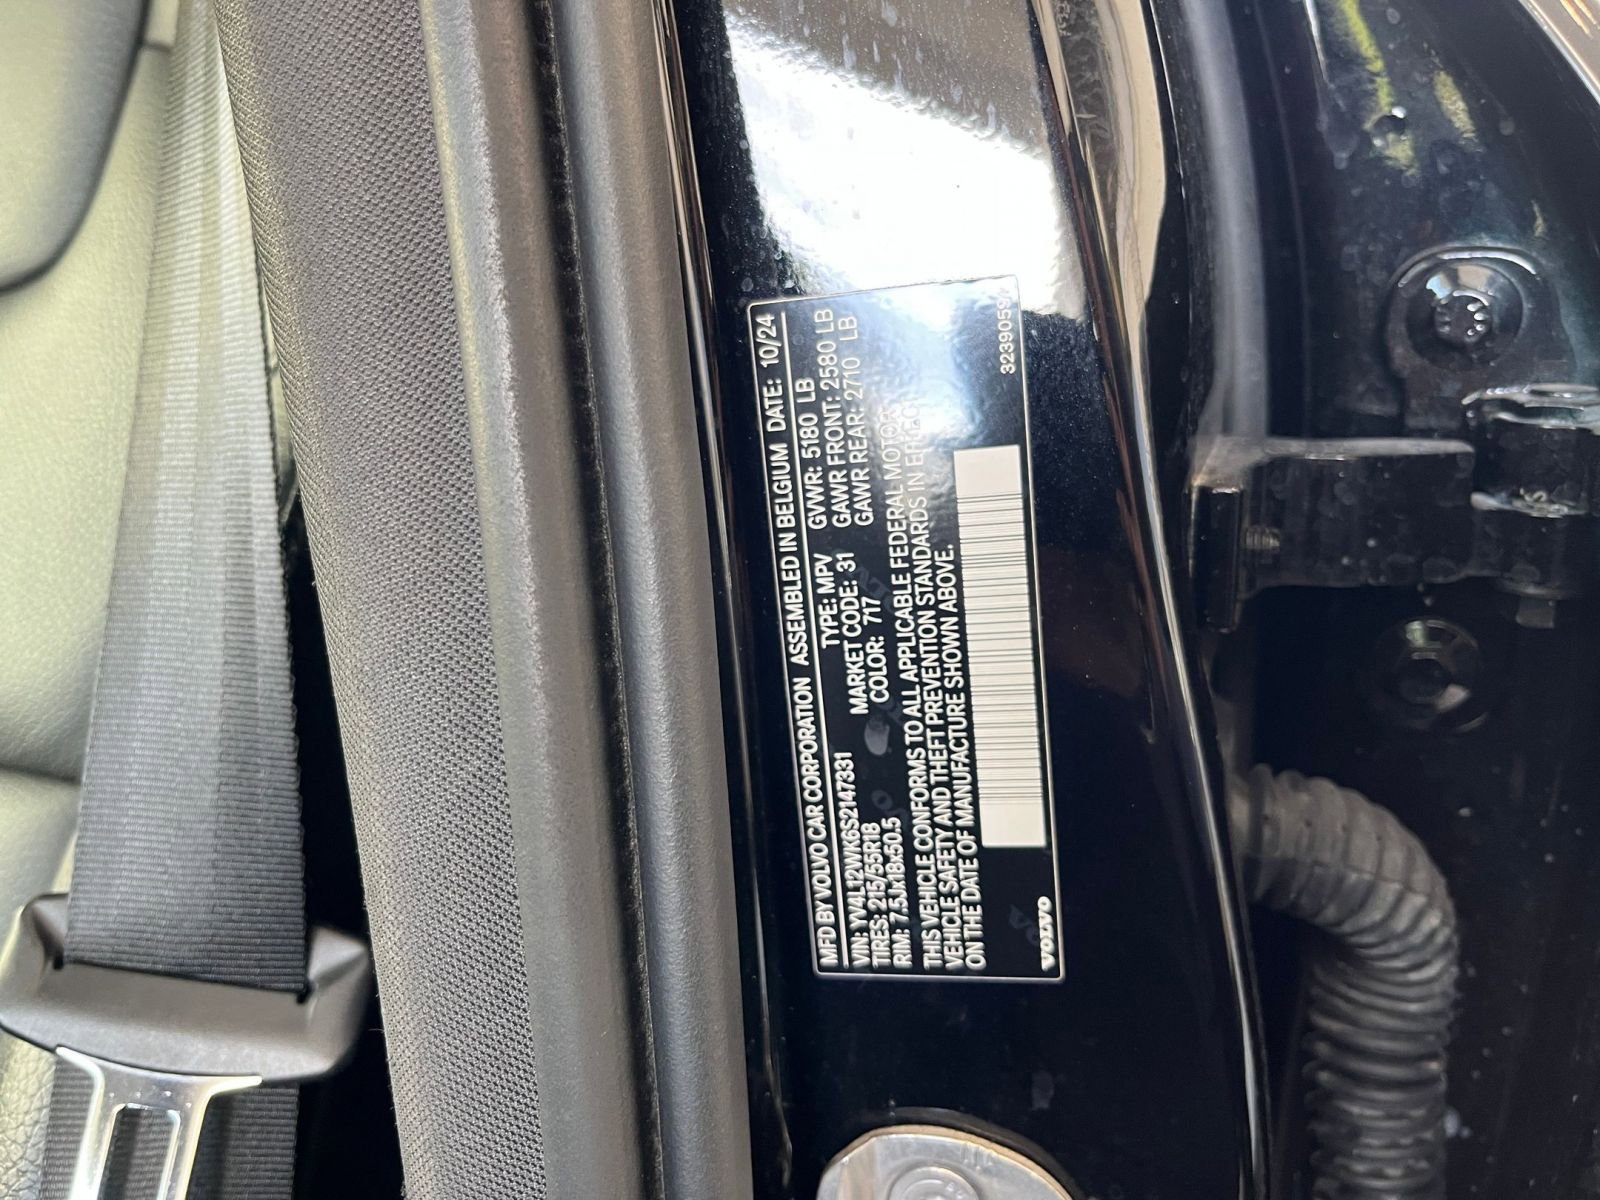 MFD BY VOLVO CAR CORPORATION ASSEMBLED IN BELGIUM DATE: 10/24
VIN: YV4L12WK6S2147331 TYPE: MPV GVWR: 5180 LB
TIRES: 215/55R18 MARKET CODE: 31 GAWR FRONT: 2580 LB
RIM: 7.5Jx18x50.5 COLOR: 717 GAWR REAR: 2710 LB
THIS VEHICLE CONFORMS TO ALL APPLICABLE FEDERAL MOTOR
VEHICLE SAFETY AND THEFT PREVENTION STANDARDS IN EFFECT
ON THE DATE OF MANUFACTURE SHOWN ABOVE.
VOLVO